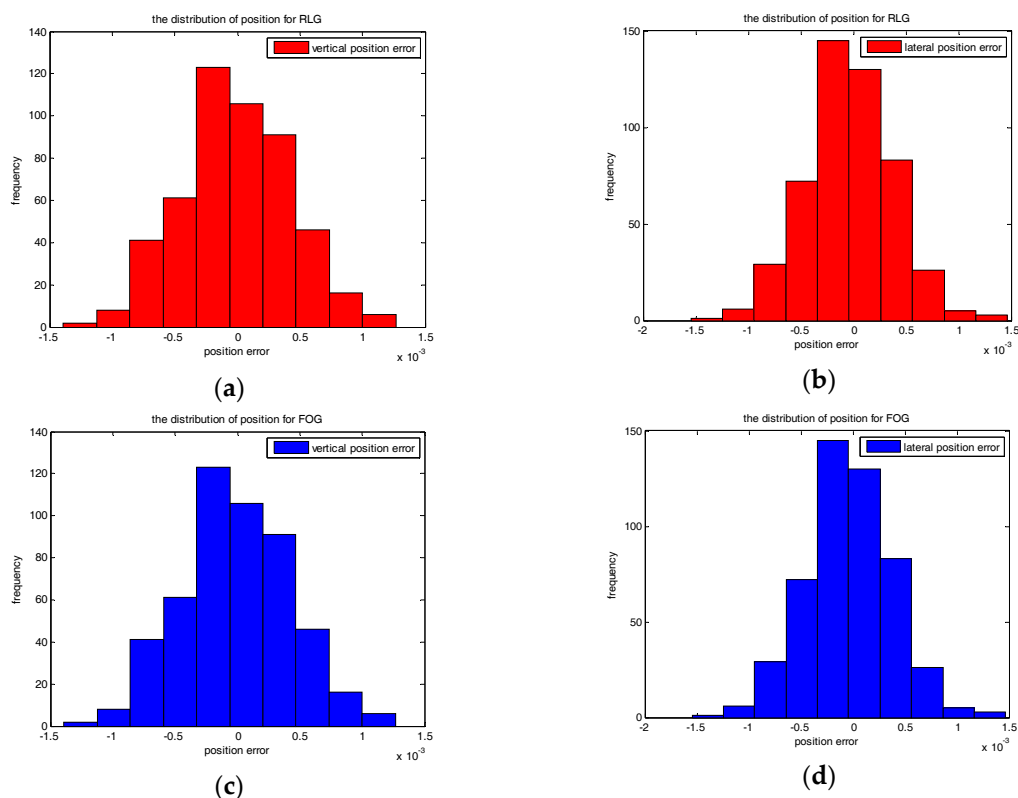 the distribution of position for RLG
vertical position error
frequency
140
120
100
80
60
40
20
0
-1.5 -1 -0.5 0 0.5 1 1.5
position error
x 10-3
(a)
the distribution of position for RLG
lateral position error
frequency
150
100
50
0
-2 -1.5 -1 -0.5 0 0.5 1 1.5
position error
x 10-3
(b)
the distribution of position for FOG
vertical position error
frequency
140
120
100
80
60
40
20
0
-1.5 -1 -0.5 0 0.5 1 1.5
position error
x 10-3
(c)
the distribution of position for FOG
lateral position error
frequency
150
100
50
0
-2 -1.5 -1 -0.5 0 0.5 1 1.5
position error
x 10-3
(d)